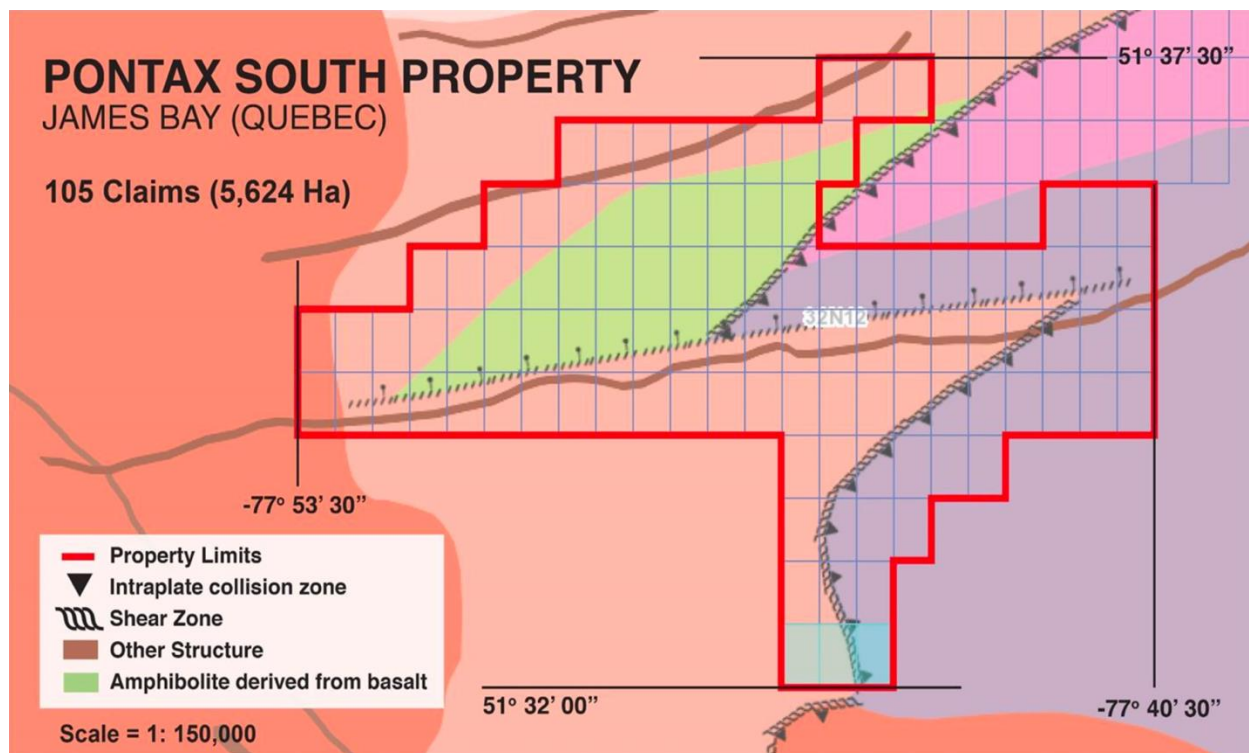 PONTAX SOUTH PROPERTY
JAMES BAY (QUEBEC)
105 Claims (5,624 Ha)
51° 37’ 30”
32N12
-77° 53’ 30”
Property Limits
Intraplate collision zone
Shear Zone
Other Structure
Amphibolite derived from basalt
Scale = 1: 150,000
51° 32’ 00”
-77° 40’ 30”